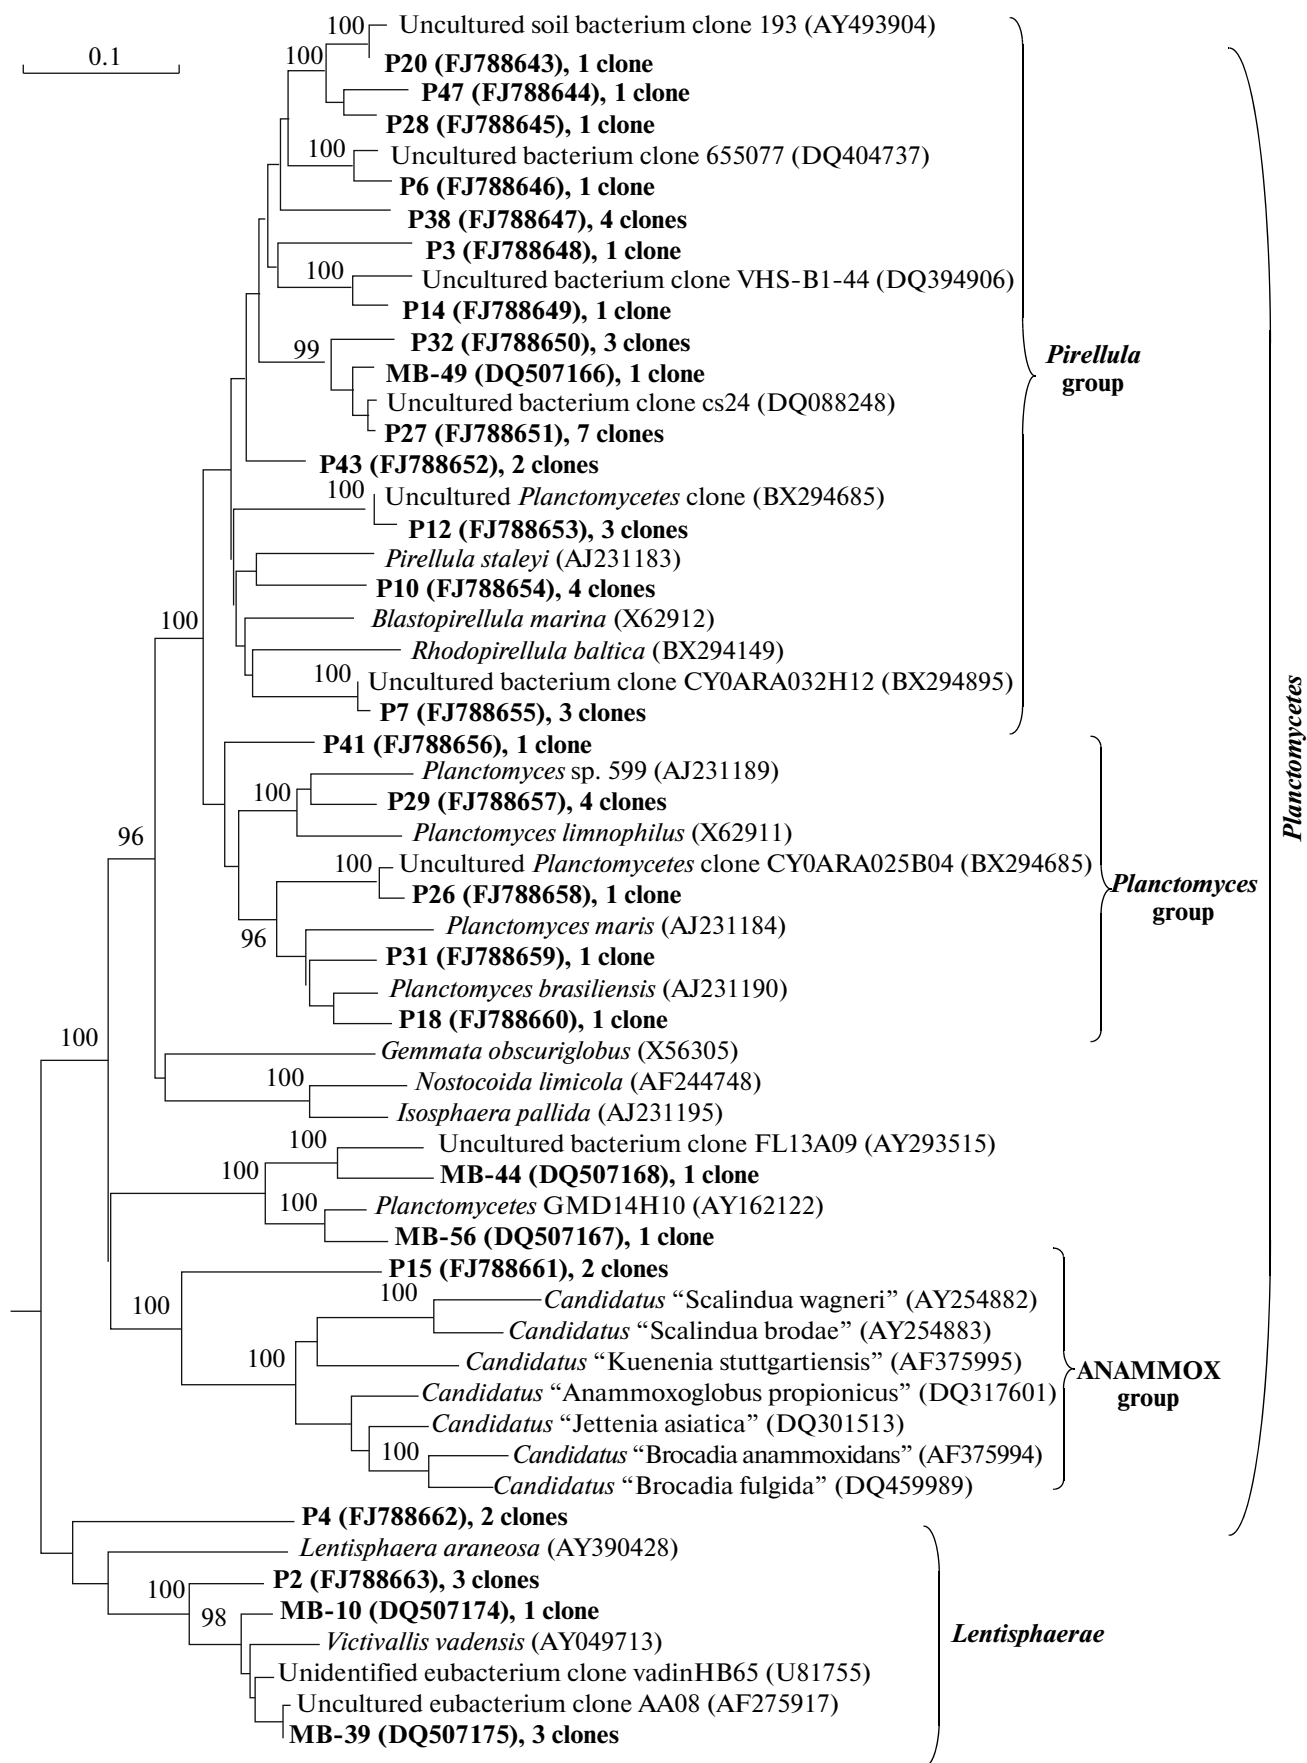 100
Uncultured soil bacterium clone 193 (AY493904)
0.1
100
P20 (FJ788643), 1 clone
P47 (FJ788644), 1 clone
P28 (FJ788645), 1 clone
100
Uncultured bacterium clone 655077 (DQ404737)
P6 (FJ788646), 1 clone
P38 (FJ788647), 4 clones
P3 (FJ788648), 1 clone
100
Uncultured bacterium clone VHS-B1-44 (DQ394906)
P14 (FJ788649), 1 clone
99
P32 (FJ788650), 3 clones
Pirellula
group
MB-49 (DQ507166), 1 clone
Uncultured bacterium clone cs24 (DQ088248)
P27 (FJ788651), 7 clones
P43 (FJ788652), 2 clones
100
Uncultured Planctomycetes clone (BX294685)
P12 (FJ788653), 3 clones
Pirellula staleyi (AJ231183)
P10 (FJ788654), 4 clones
100
Blastopirellula marina (X62912)
Rhodopirellula baltica (BX294149)
100
Uncultured bacterium clone CY0ARA032H12 (BX294895)
P7 (FJ788655), 3 clones
Planctomycetes
P41 (FJ788656), 1 clone
Planctomyces sp. 599 (AJ231189)
100
P29 (FJ788657), 4 clones
96
Planctomyces limnophilus (X62911)
100
Uncultured Planctomycetes clone CY0ARA025B04 (BX294685)
P26 (FJ788658), 1 clone
Planctomyces
group
96
Planctomyces maris (AJ231184)
P31 (FJ788659), 1 clone
Planctomyces brasiliensis (AJ231190)
P18 (FJ788660), 1 clone
100
Gemmata obscuriglobus (X56305)
100
Nostocoida limicola (AF244748)
Isosphaera pallida (AJ231195)
100
Uncultured bacterium clone FL13A09 (AY293515)
100
MB-44 (DQ507168), 1 clone
100
Planctomycetes GMD14H10 (AY162122)
MB-56 (DQ507167), 1 clone
P15 (FJ788661), 2 clones
100
100
Candidatus “Scalindua wagneri” (AY254882)
Candidatus “Scalindua brodae” (AY254883)
100
Candidatus “Kuenenia stuttgartiensis” (AF375995)
ANAMMOX
group
Candidatus “Anammoxoglobus propionicus” (DQ317601)
Candidatus “Jettenia asiatica” (DQ301513)
100
Candidatus “Brocadia anammoxidans” (AF375994)
Candidatus “Brocadia fulgida” (DQ459989)
P4 (FJ788662), 2 clones
Lentisphaera araneosa (AY390428)
100
P2 (FJ788663), 3 clones
98
MB-10 (DQ507174), 1 clone
Lentisphaerae
Victivallis vadensis (AY049713)
Unidentified eubacterium clone vadinHB65 (U81755)
Uncultured eubacterium clone AA08 (AF275917)
MB-39 (DQ507175), 3 clones